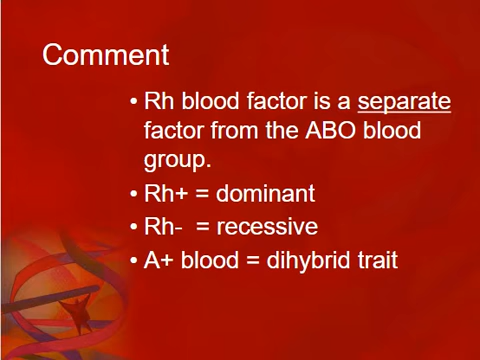 Comment
• Rh blood factor is a separate
factor from the ABO blood
group.
• Rh+ = dominant
• Rh-  = recessive
• A+ blood = dihybrid trait